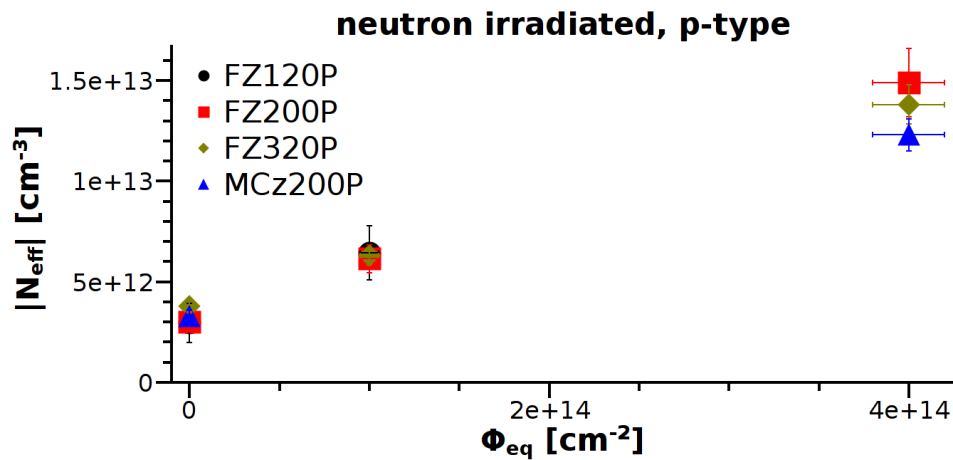 neutron irradiated, p-type
FZ120P
FZ200P
FZ320P
MCz200P
|Neff| [cm-3]
1.5e+13
1e+13
5e+12
0
0
2e+14
4e+14
Φeq [cm-2]